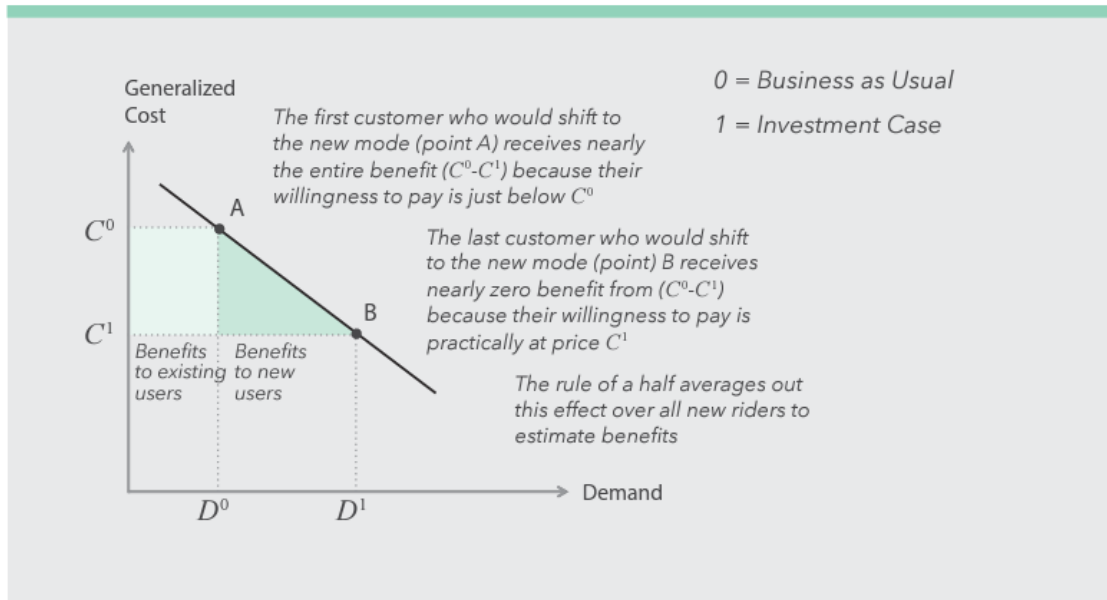 Generalized
Cost
0 = Business as Usual
1 = Investment Case
The first customer who would shift to
the new mode (point A) receives nearly
the entire benefit (C⁰-C¹) because their
willingness to pay is just below C⁰
A
C⁰
The last customer who would shift
to the new mode (point) B receives
nearly zero benefit from (C⁰-C¹)
because their willingness to pay is
practically at price C¹
B
C¹
Benefits
to existing
users
Benefits
to new
users
The rule of a half averages out
this effect over all new riders to
estimate benefits
Demand
D⁰
D¹